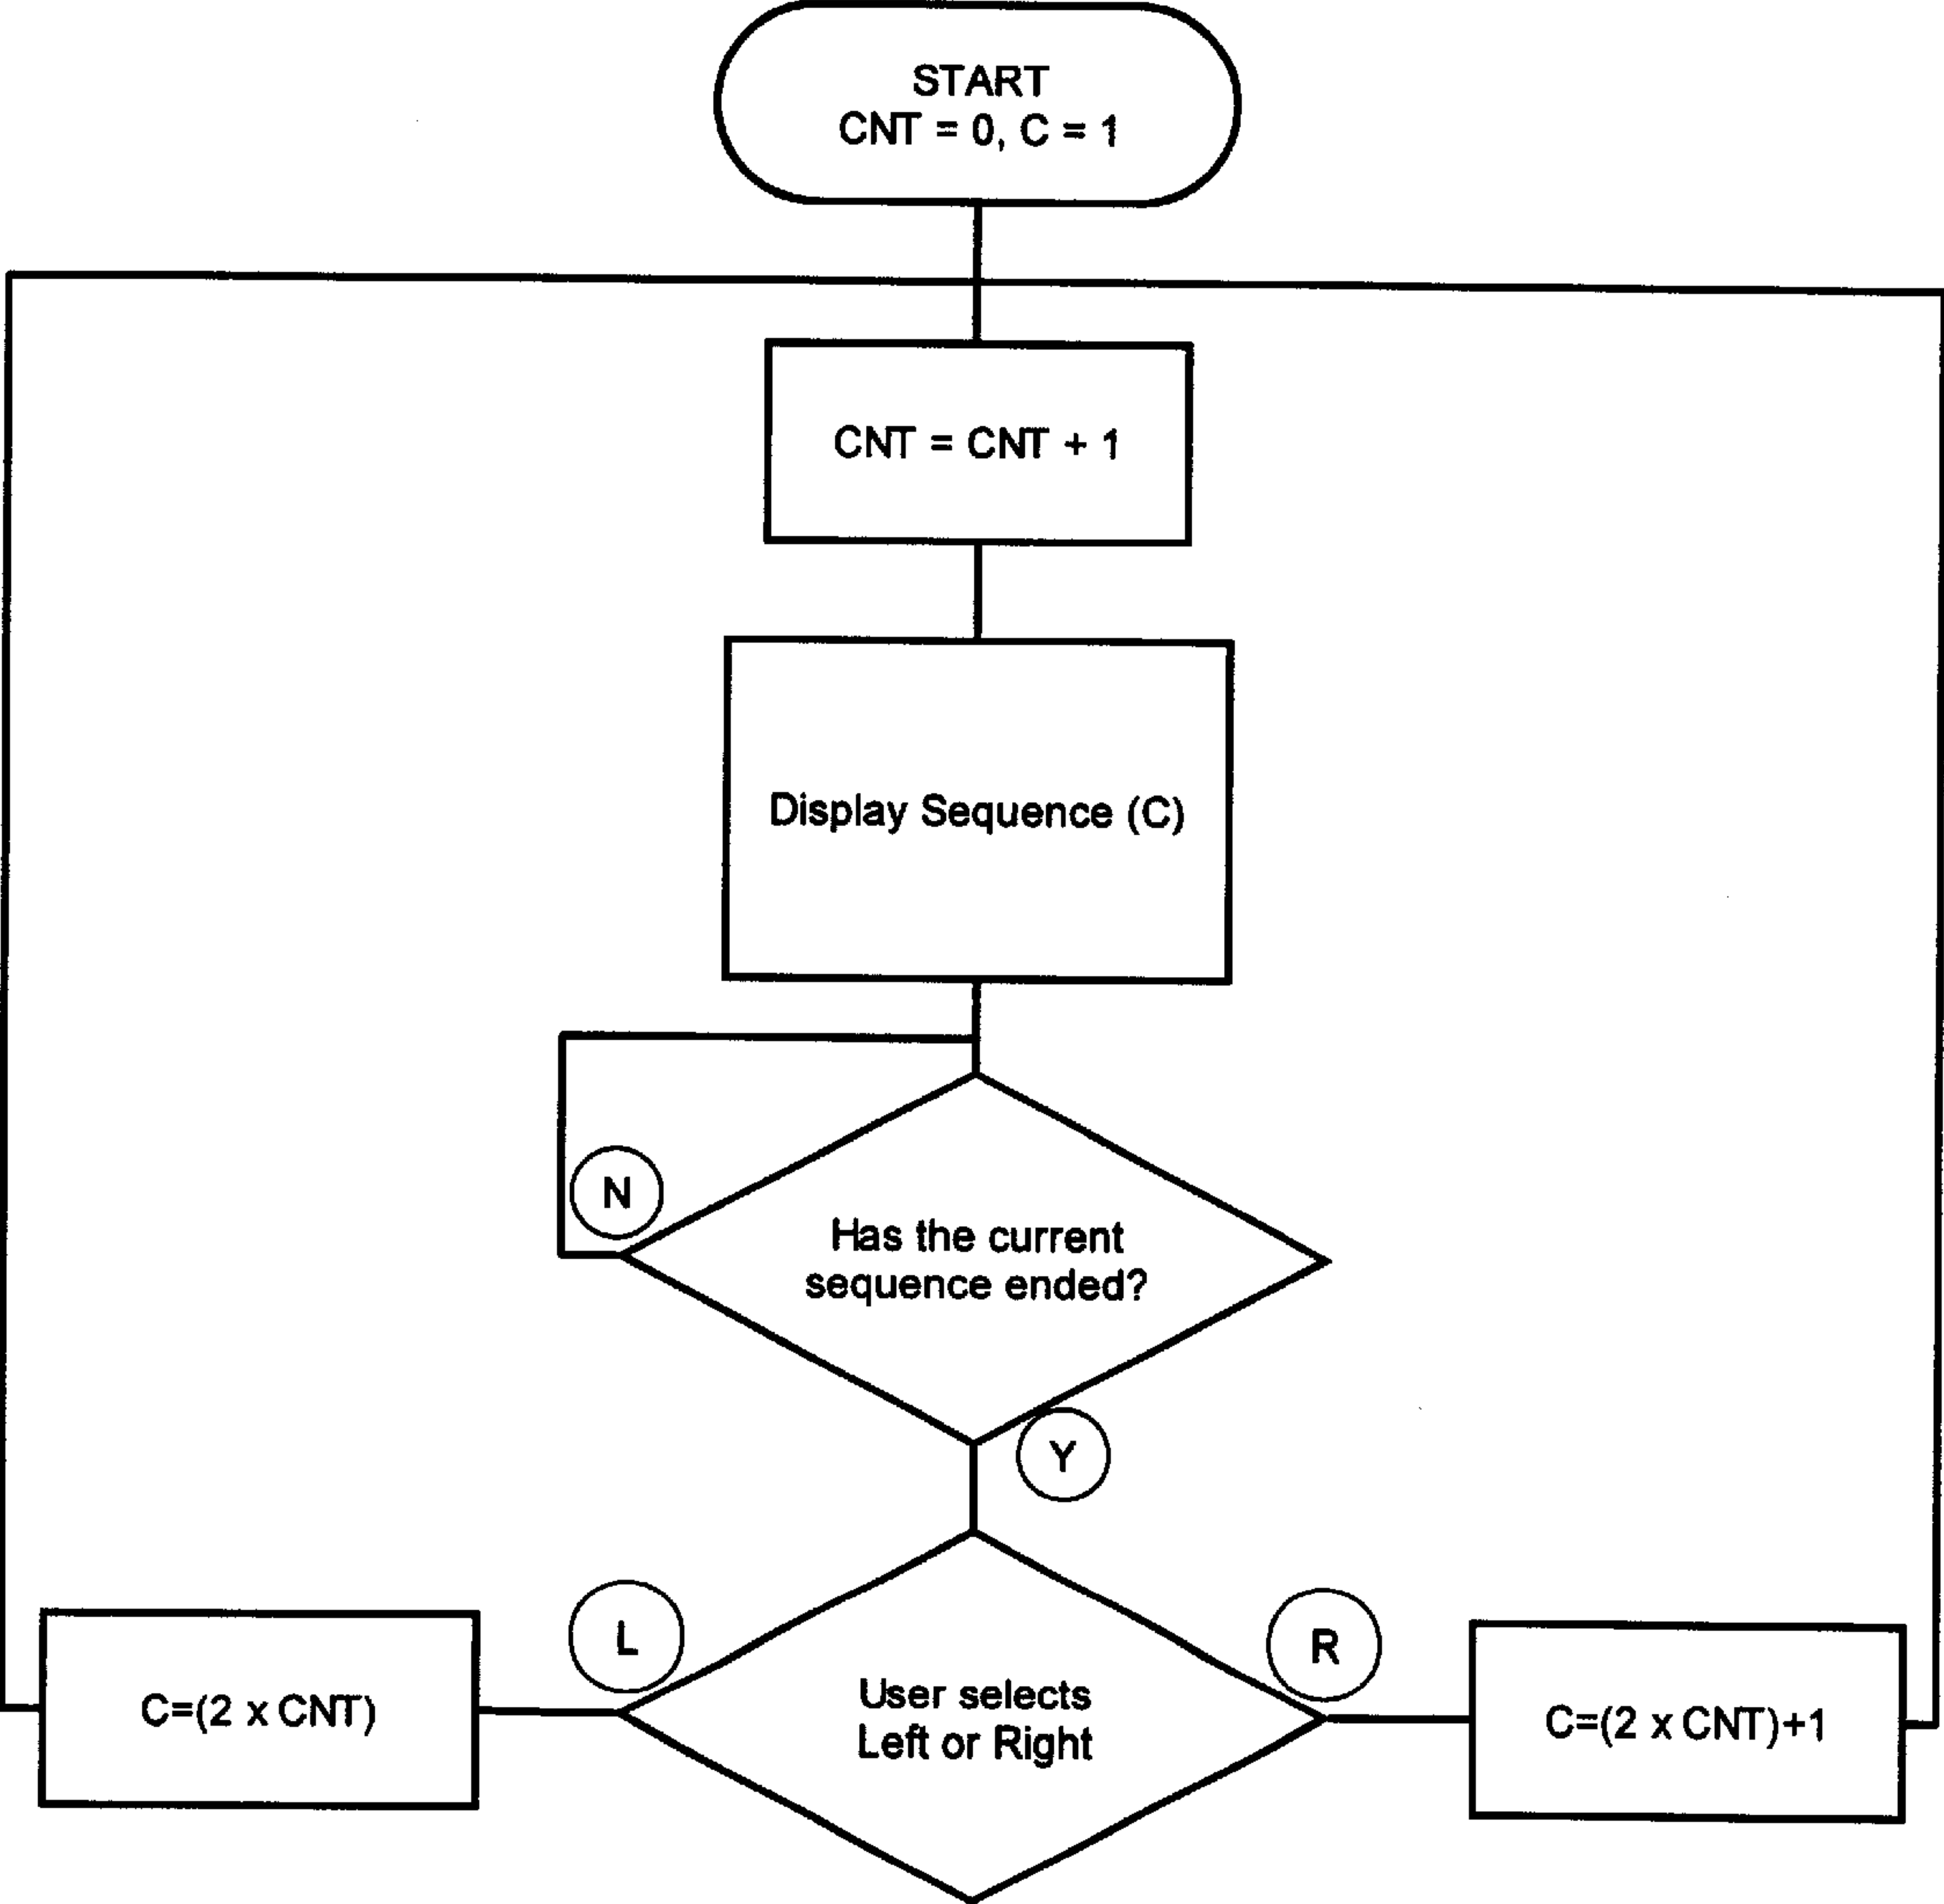 START
CNT = 0, C = 1
CNT = CNT + 1
Display Sequence (C)
N
Has the current
sequence ended?
Y
L
R
C=(2 x CNT)
User selects
Left or Right
C=(2 x CNT)+1